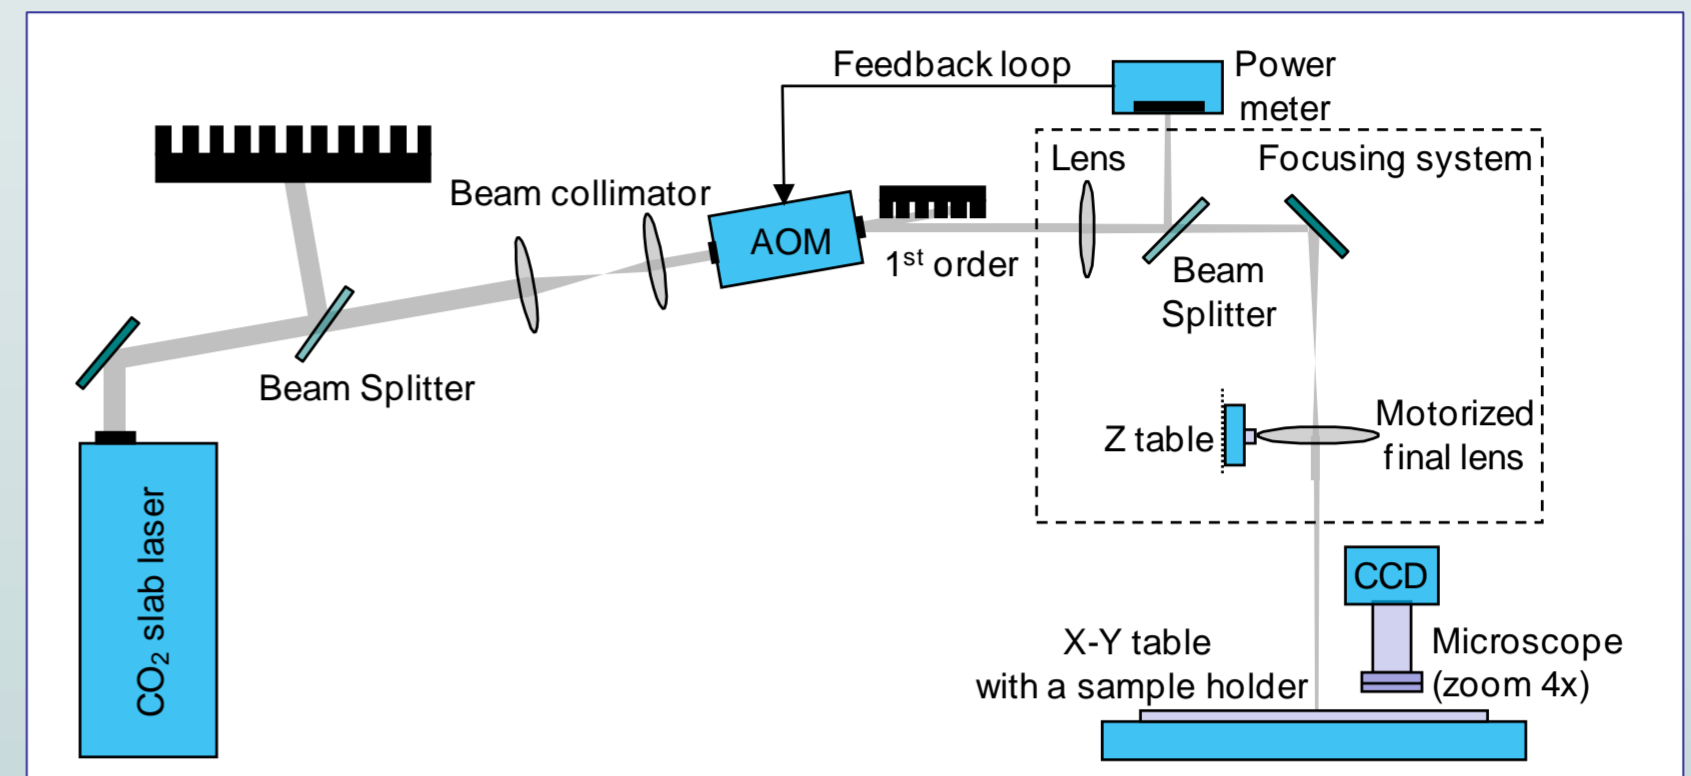 Feedback loop
Power
meter
Lens
Focusing system
Beam collimator
AOM
1st order
Beam
Splitter
Beam Splitter
Z table
Motorized
final lens
CO₂ slab laser
CCD
X-Y table
with a sample holder
Microscope
(zoom 4x)